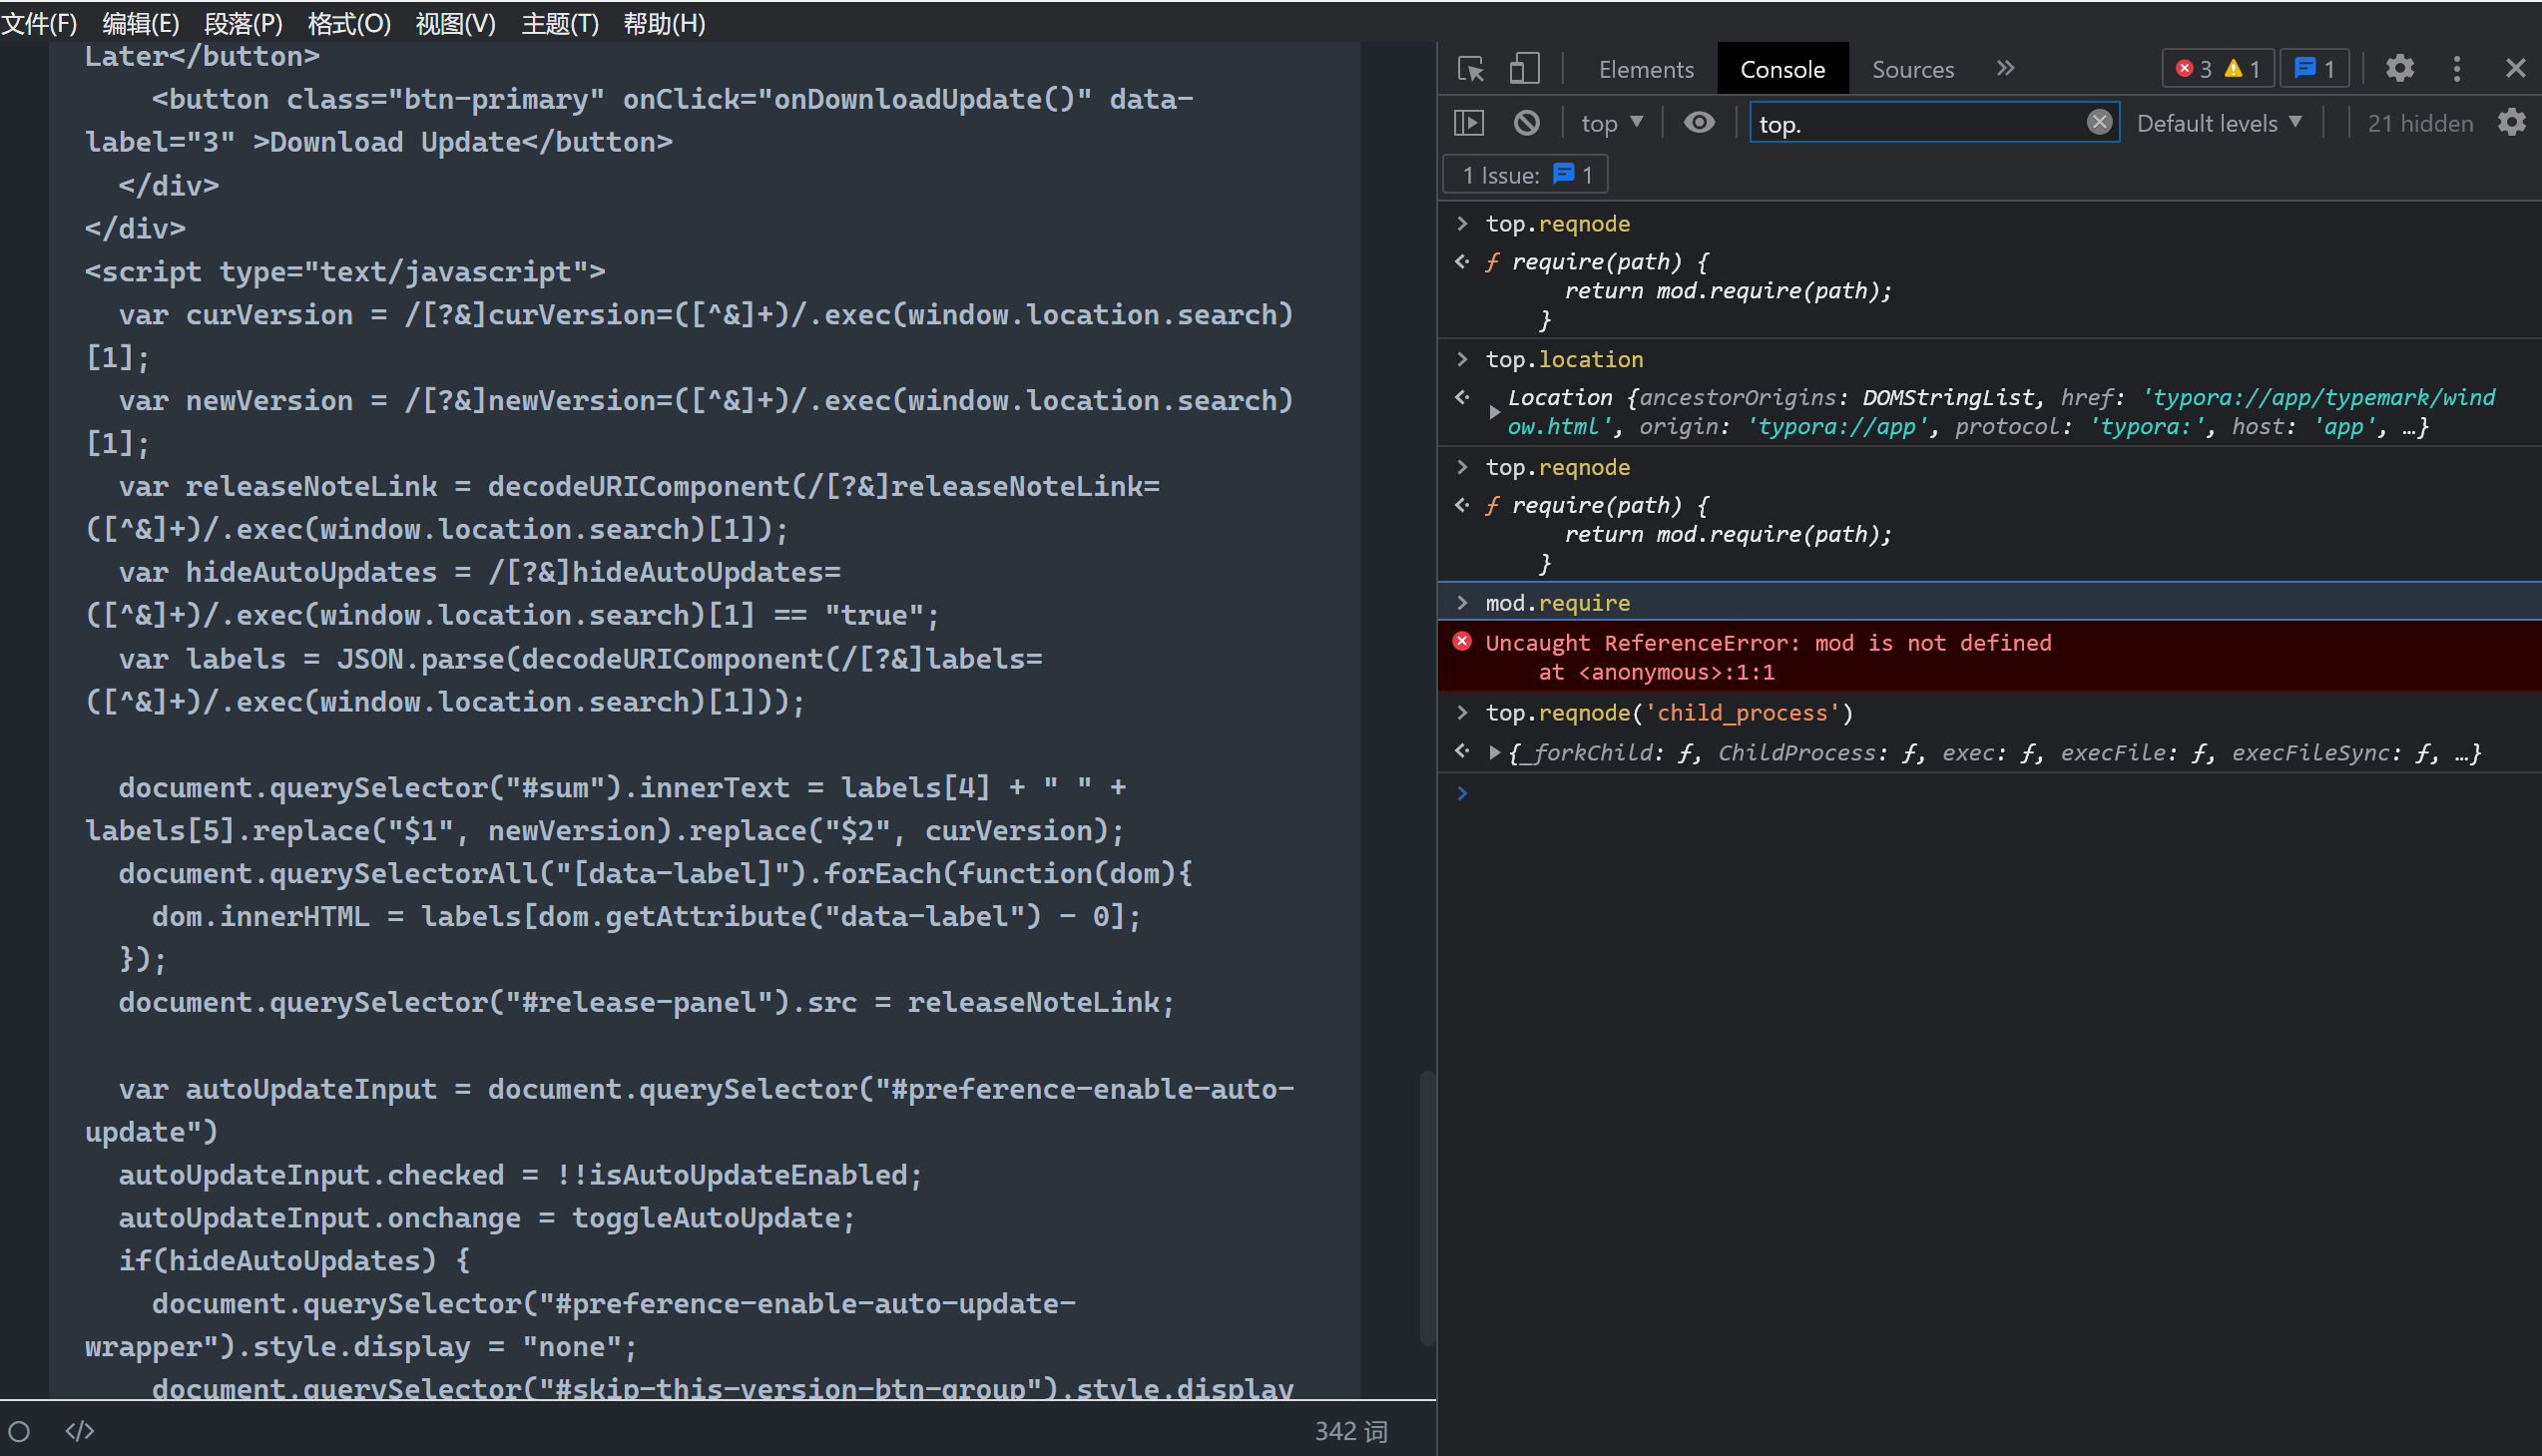 文件(F) 编辑(E) 段落(P) 格式(O) 视图(V) 主题(T) 帮助(H)
Later</button>
    <button class="btn-primary" onClick="onDownloadUpdate()" data-
label="3" >Download Update</button>
  </div>
</div>
<script type="text/javascript">
  var curVersion = /[?&]curVersion=([^&]+)/.exec(window.location.search)
[1];
  var newVersion = /[?&]newVersion=([^&]+)/.exec(window.location.search)
[1];
  var releaseNoteLink = decodeURIComponent(/[?&]releaseNoteLink=
([^&]+)/.exec(window.location.search)[1]);
  var hideAutoUpdates = /[?&]hideAutoUpdates=
([^&]+)/.exec(window.location.search)[1] == "true";
  var labels = JSON.parse(decodeURIComponent(/[?&]labels=
([^&]+)/.exec(window.location.search)[1]));
  document.querySelector("#sum").innerText = labels[4] + " " +
labels[5].replace("$1", newVersion).replace("$2", curVersion);
  document.querySelectorAll("[data-label]").forEach(function(dom){
    dom.innerHTML = labels[dom.getAttribute("data-label") - 0];
  });
  document.querySelector("#release-panel").src = releaseNoteLink;
  var autoUpdateInput = document.querySelector("#preference-enable-auto-
update")
  autoUpdateInput.checked = !!isAutoUpdateEnabled;
  autoUpdateInput.onchange = toggleAutoUpdate;
  if(hideAutoUpdates) {
    document.querySelector("#preference-enable-auto-update-
wrapper").style.display = "none";
    document.querySelector("#skip-this-version-btn-group").style.display
</> 342 词
Elements Console Sources » 3 1 1
top top. Default levels 21 hidden
1 Issue: 1
> top.reqnode
ƒ require(path) {
      return mod.require(path);
    }
> top.location
Location {ancestorOrigins: DOMStringList, href: 'typora://app/typemark/wind
ow.html', origin: 'typora://app', protocol: 'typora:', host: 'app', …}
> top.reqnode
ƒ require(path) {
      return mod.require(path);
    }
> mod.require
Uncaught ReferenceError: mod is not defined
    at <anonymous>:1:1
> top.reqnode('child_process')
{_forkChild: ƒ, ChildProcess: ƒ, exec: ƒ, execFile: ƒ, execFileSync: ƒ, …}
>